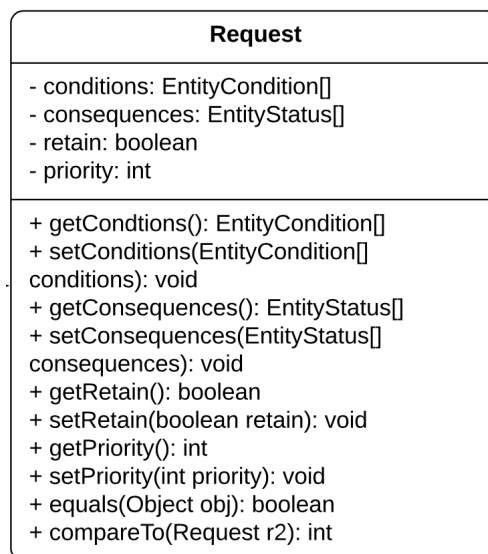 Request
- conditions: EntityCondition[]
- consequences: EntityStatus[]
- retain: boolean
- priority: int
+ getCondtions(): EntityCondition[]
+ setConditions(EntityCondition[]
conditions): void
+ getConsequences(): EntityStatus[]
+ setConsequences(EntityStatus[]
consequences): void
+ getRetain(): boolean
+ setRetain(boolean retain): void
+ getPriority(): int
+ setPriority(int priority): void
+ equals(Object obj): boolean
+ compareTo(Request r2): int